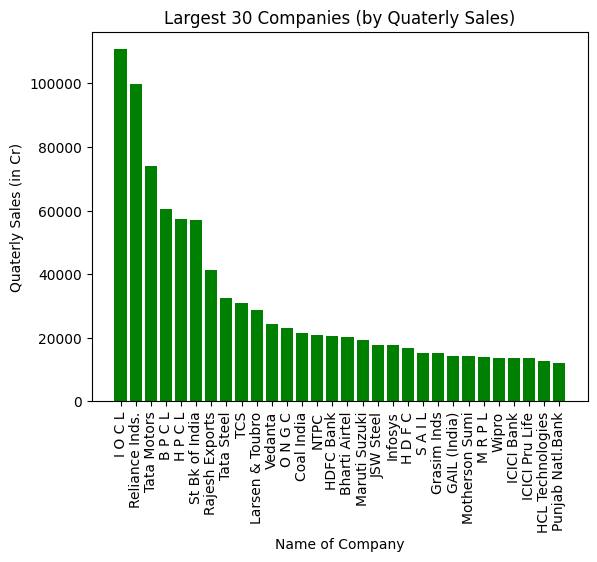 Largest 30 Companies (by Quaterly Sales)
Quaterly Sales (in Cr)
100000
80000
60000
40000
20000
0
I O C L
Reliance Inds.
Tata Motors
B P C L
H P C L
St Bk of India
Rajesh Exports
Tata Steel
TCS
Larsen & Toubro
Vedanta
O N G C
Coal India
NTPC
HDFC Bank
Bharti Airtel
Maruti Suzuki
JSW Steel
Infosys
H D F C
S A I L
Grasim Inds
GAIL (India)
Motherson Sumi
M R P L
Wipro
ICICI Bank
ICICI Pru Life
HCL Technologies
Punjab Natl.Bank
Name of Company